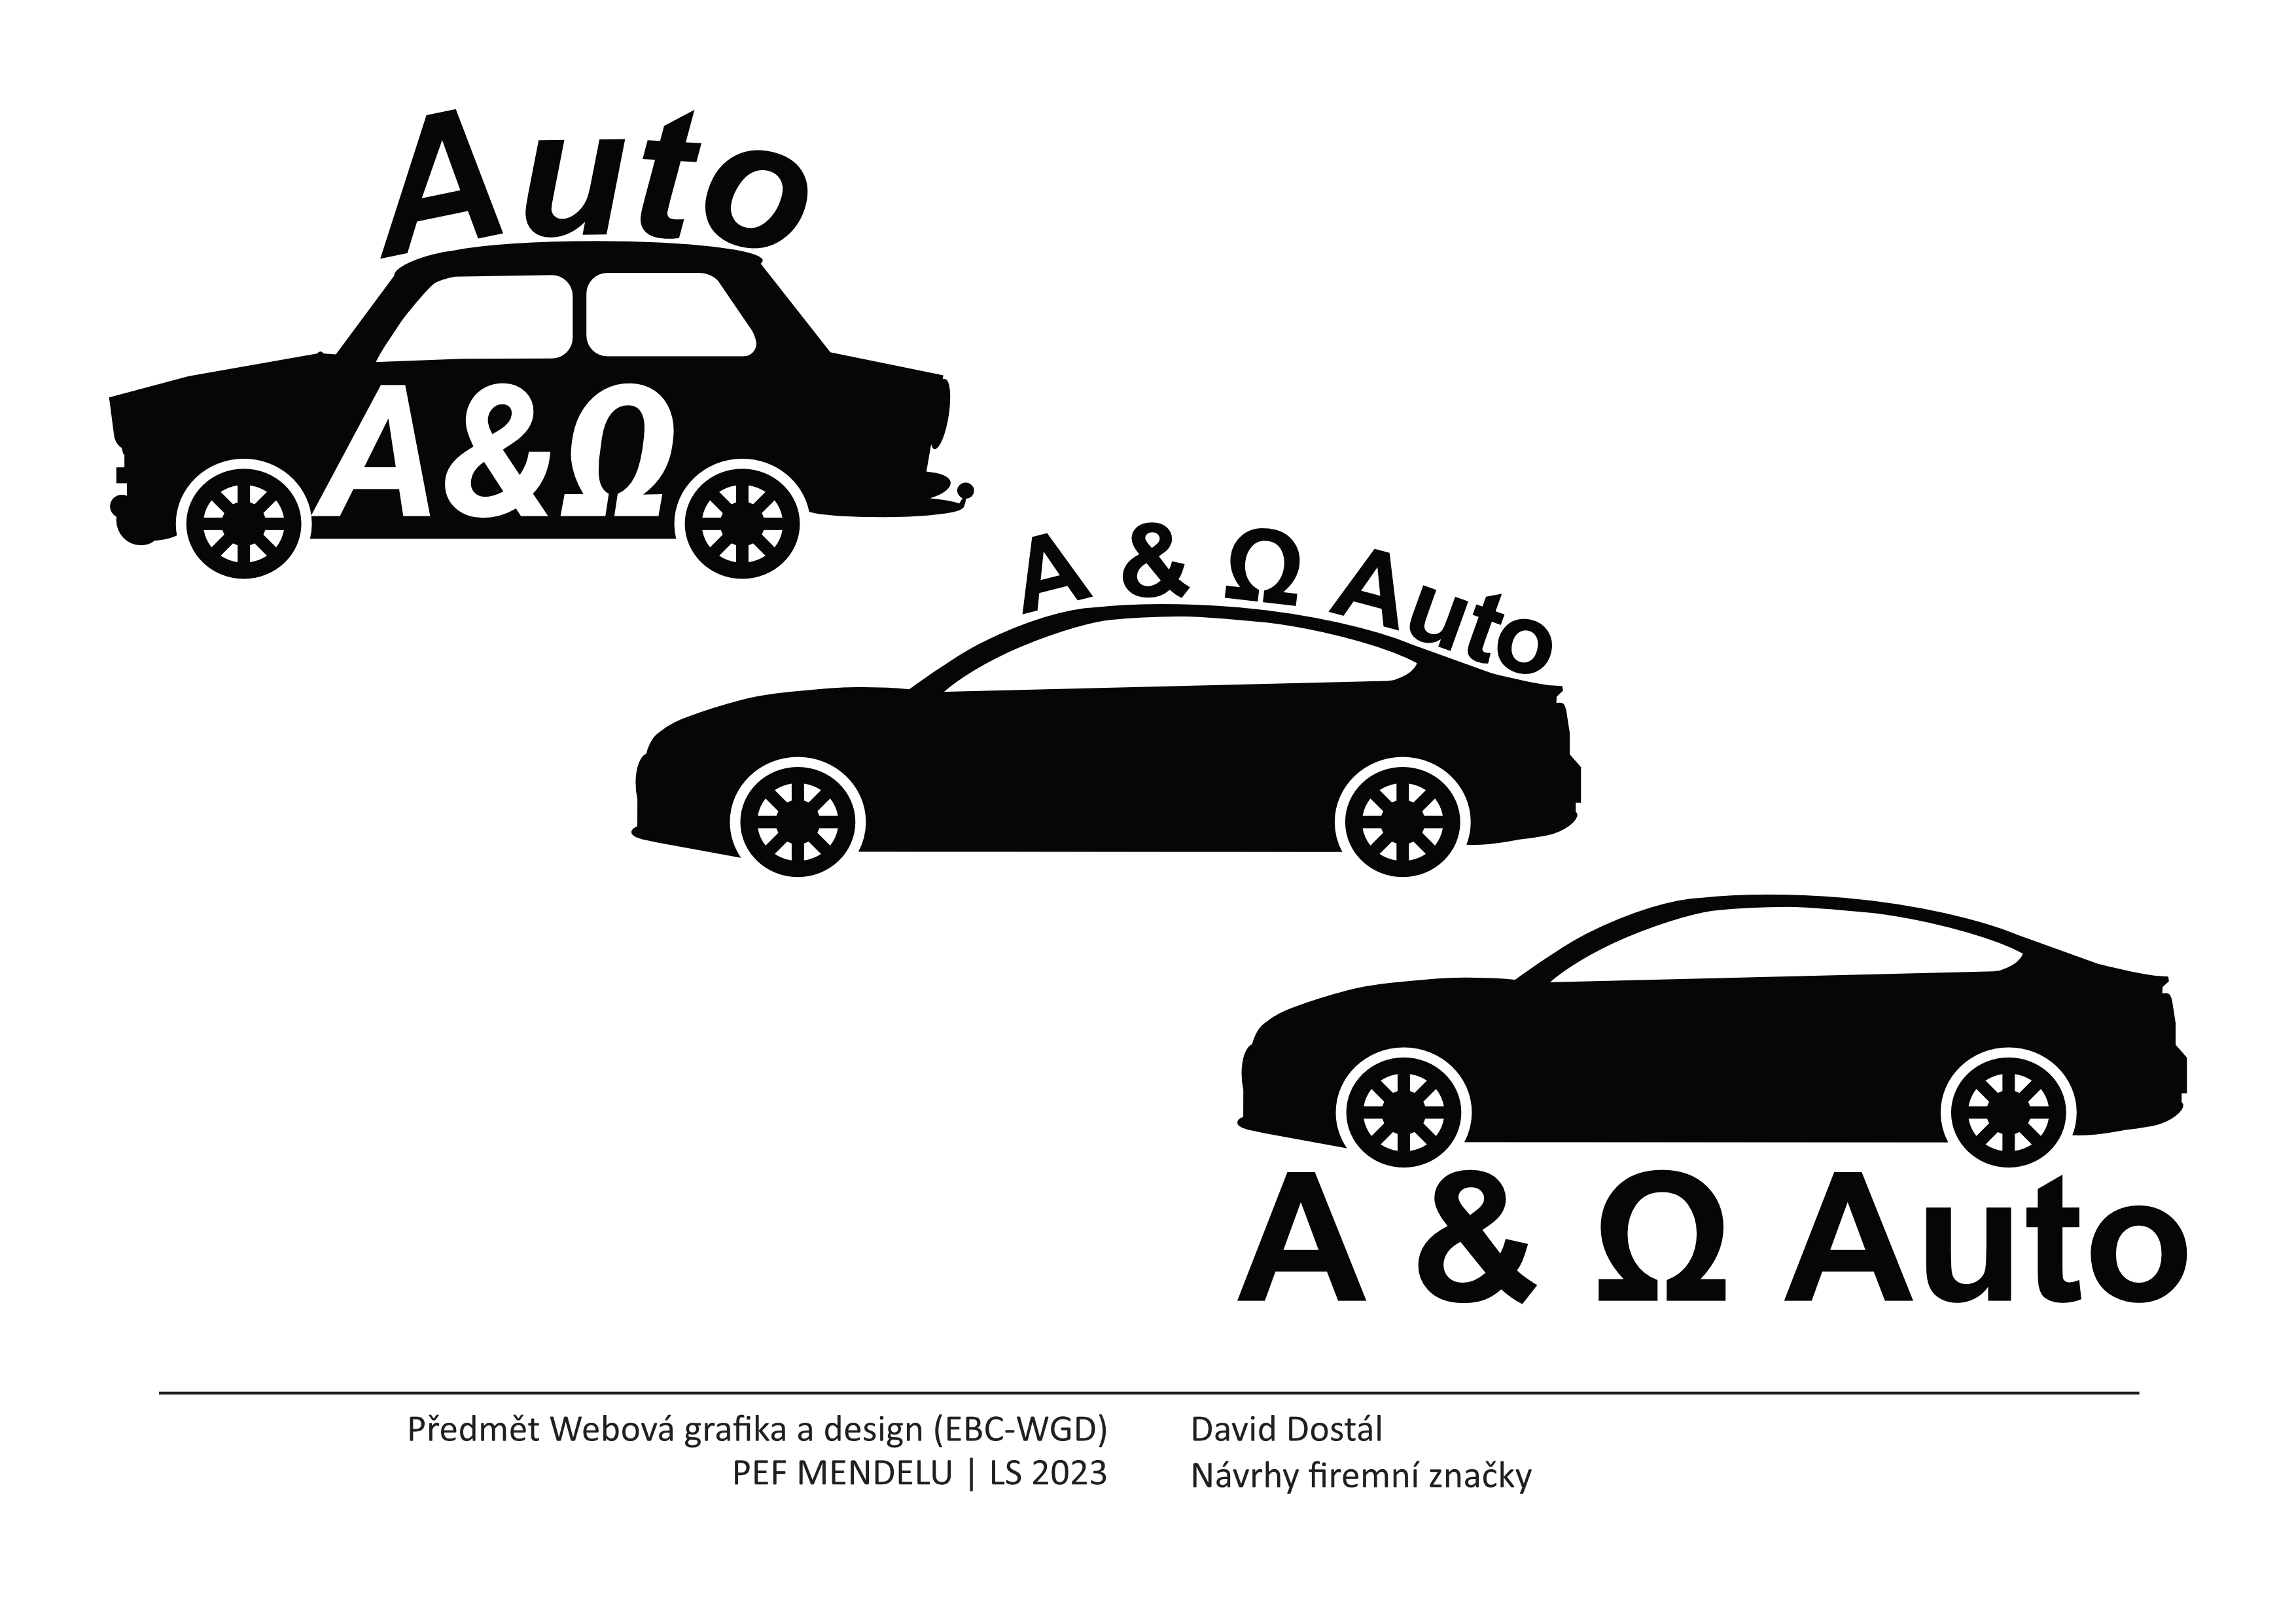 Auto
A&Ω
A & Ω Auto
A & Ω Auto
Předmět Webová grafika a design (EBC-WGD)
PEF MENDELU | LS 2023
David Dostál
Návrhy firemní značky